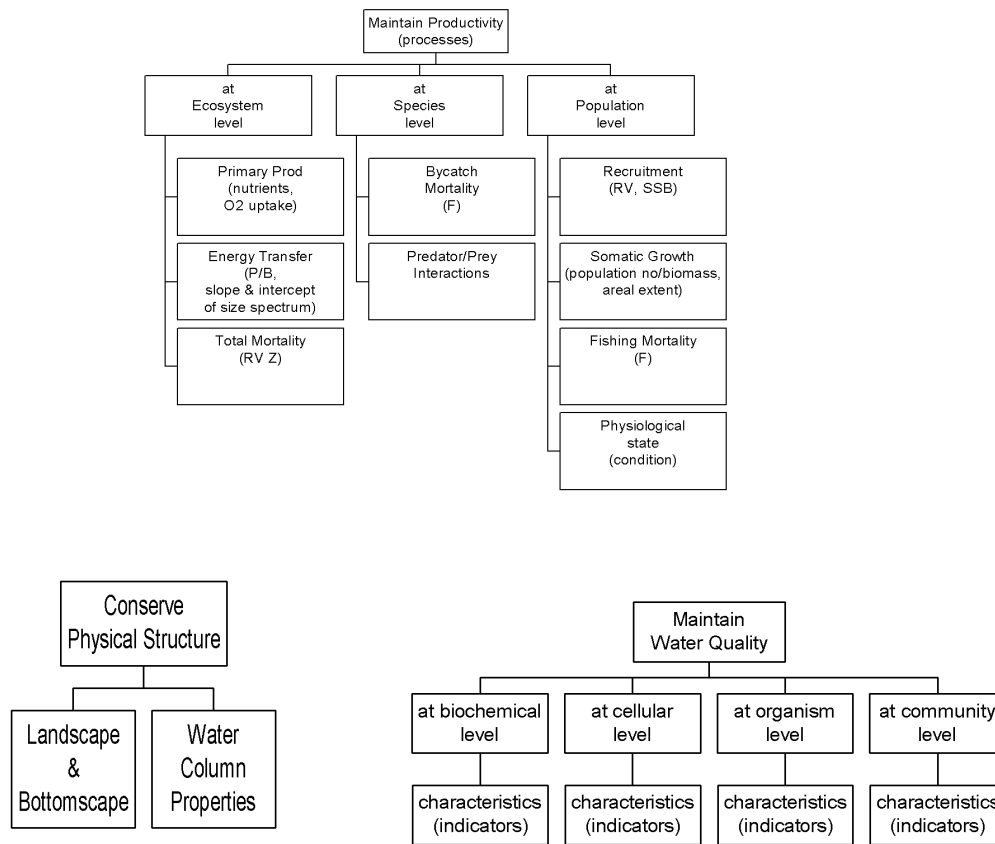 Maintain Productivity
(processes)
at
Ecosystem
level
at
Species
level
at
Population
level
Primary Prod
(nutrients,
O2 uptake)
Energy Transfer
(P/B,
slope & intercept
of size spectrum)
Total Mortality
(RV Z)
Bycatch
Mortality
(F)
Predator/Prey
Interactions
Recruitment
(RV, SSB)
Somatic Growth
(population no/biomass,
areal extent)
Fishing Mortality
(F)
Physiological
state
(condition)
Conserve
Physical Structure
Landscape
&
Bottomscape
Water
Column
Properties
Maintain
Water Quality
at biochemical
level
at cellular
level
at organism
level
at community
level
characteristics
(indicators)
characteristics
(indicators)
characteristics
(indicators)
characteristics
(indicators)